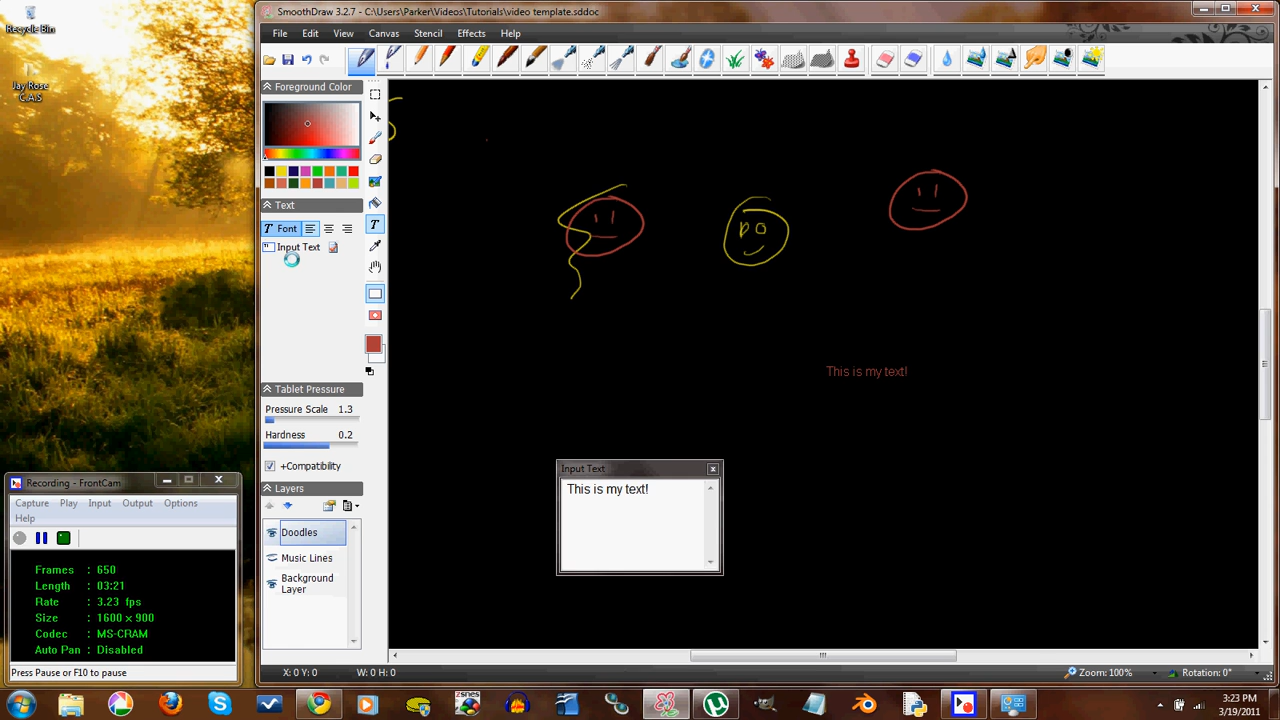 Recycle Bin
Jay Rose
C.A.S
SmoothDraw 3.2.7 - C:\Users\Parker\Videos\Tutorials\video template.sddoc
File Edit View Canvas Stencil Effects Help
Foreground Color
Text
T Font
Input Text
T
This is my text!
Tablet Pressure
Pressure Scale 1.3
Hardness 0.2
+Compatibility
Input Text
This is my text!
Layers
Doodles
Music Lines
Background
Layer
X: 0 Y: 0 W: 0 H: 0 Zoom: 100% Rotation: 0°
Recording - FrontCam
Capture Play Input Output Options
Help
Frames : 650
Length : 03:21
Rate : 3.23 fps
Size : 1600 x 900
Codec : MS-CRAM
Auto Pan : Disabled
Press Pause or F10 to pause
zsnes
3:23 PM
3/19/2011